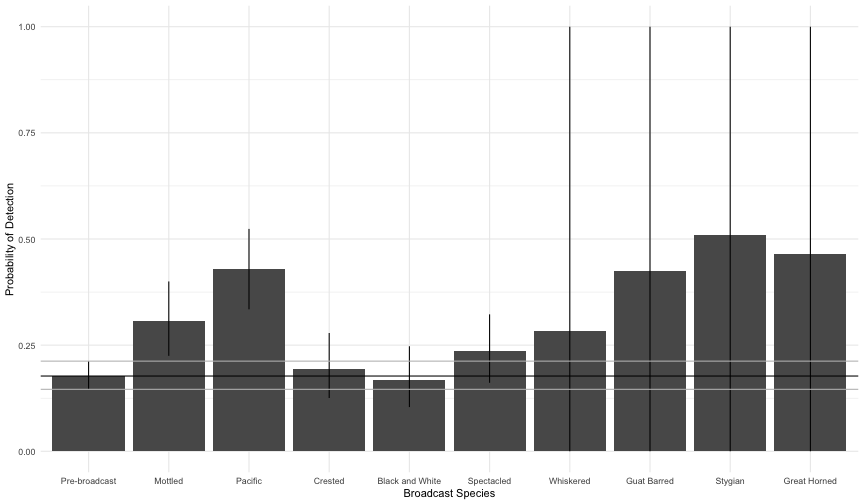 1.00
0.75
0.50
0.25
0.00
Probability of Detection
Pre-broadcast Mottled Pacific Crested Black and White Spectacled Whiskered Guat Barred Stygian Great Horned
Broadcast Species